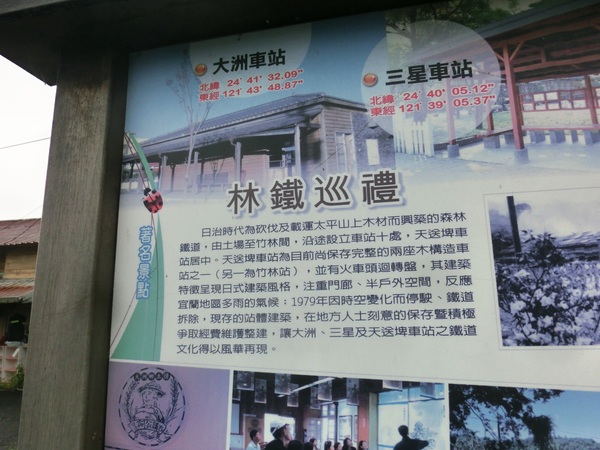 大洲車站
北緯 24° 41' 32.09"
東經 121° 43' 48.87"
三星車站
北緯 24° 40' 05.12"
東經 121° 39' 05.37"
林鐵巡禮
著名景點
日治時代為砍伐及載運太平山上木材而興築的森林
鐵道，由土場至竹林間，沿途設立車站十處，天送埤車
站居中。天送埤車站為目前尚保存完整的兩座木構造車
站之一（另一為竹林站），並有火車頭迴轉盤，其建築
特徵呈現日式建築風格，注重門廊、半戶外空間，反應
宜蘭地區多雨的氣候；1979年因時空變化而停駛、鐵道
拆除，現存的站體建築，在地方人士刻意的保存暨積極
爭取經費維護整建，讓大洲、三星及天送埤車站之鐵道
文化得以風華再現。